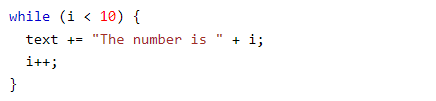 while (i < 10) {
  text += "The number is " + i;
  i++;
}